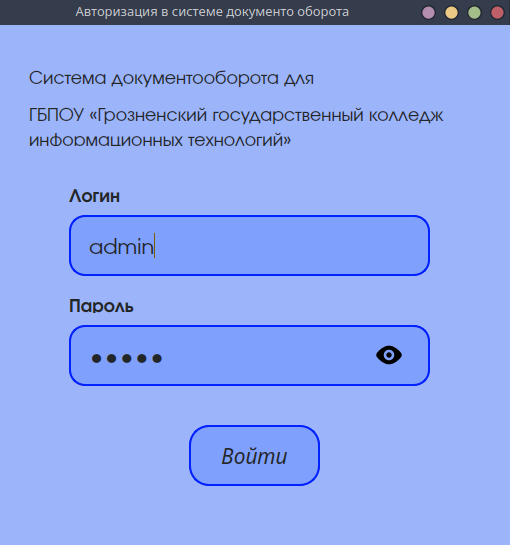 Авторизация в системе документо оборота
Система документооборота для
ГБПОУ «Грозненский государственный колледж
информационных технологий»
Логин
admin
Пароль
●●●●●
Войти